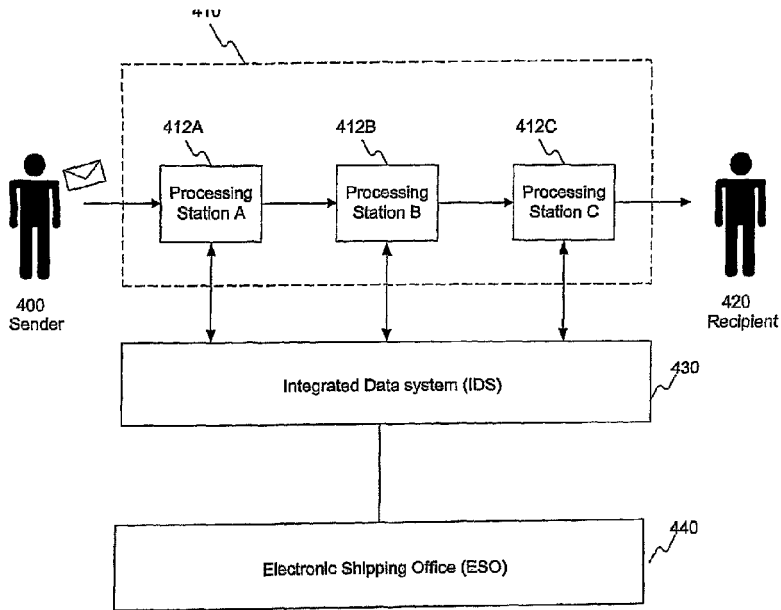 410
412A
412B
412C
Processing
Station A
Processing
Station B
Processing
Station C
400
Sender
420
Recipient
Integrated Data system (IDS)
430
Electronic Shipping Office (ESO)
440